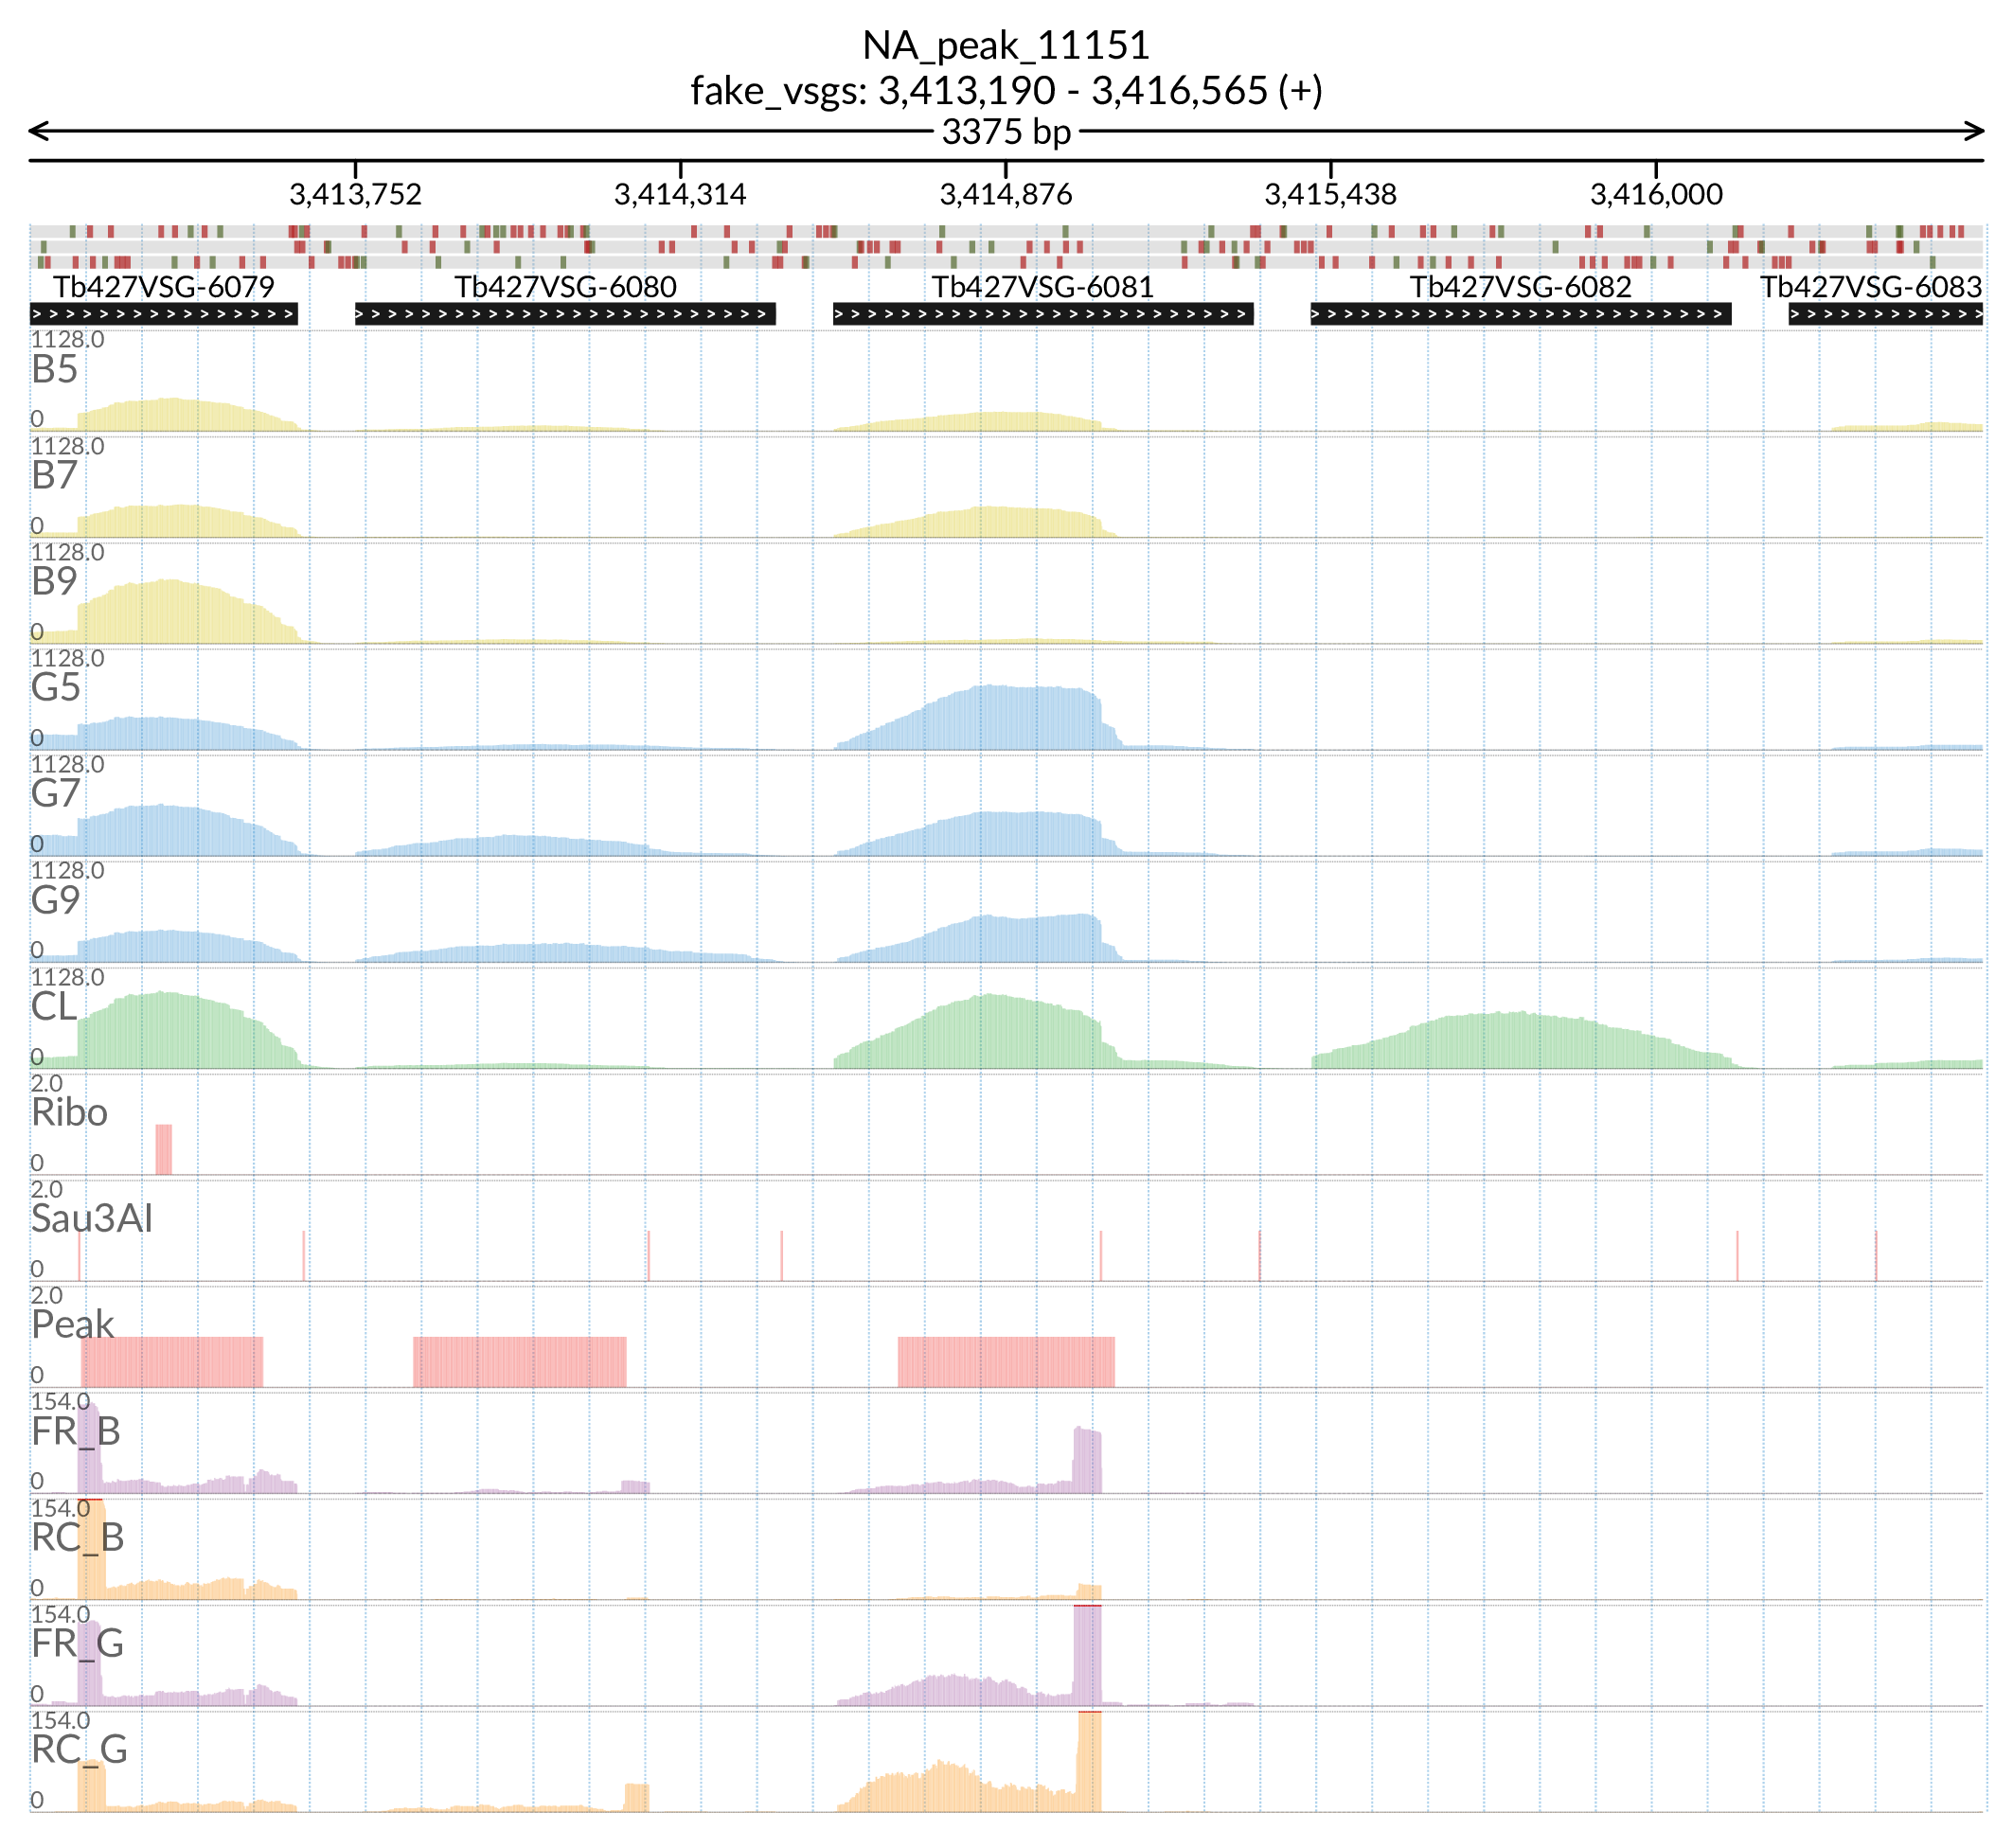 NA_peak_11151
fake_vsgs: 3,413,190 - 3,416,565 (+)
3375 bp
3,413,752 3,414,314 3,414,876 3,415,438 3,416,000
Tb427VSG-6079 Tb427VSG-6080 Tb427VSG-6081 Tb427VSG-6082 Tb427VSG-6083
1128.0
B5
0
1128.0
B7
0
1128.0
B9
0
1128.0
G5
0
1128.0
G7
0
1128.0
G9
0
1128.0
CL
0
2.0
Ribo
0
2.0
Sau3AI
0
2.0
Peak
0
154.0
FR_B
0
154.0
RC_B
0
154.0
FR_G
0
154.0
RC_G
0